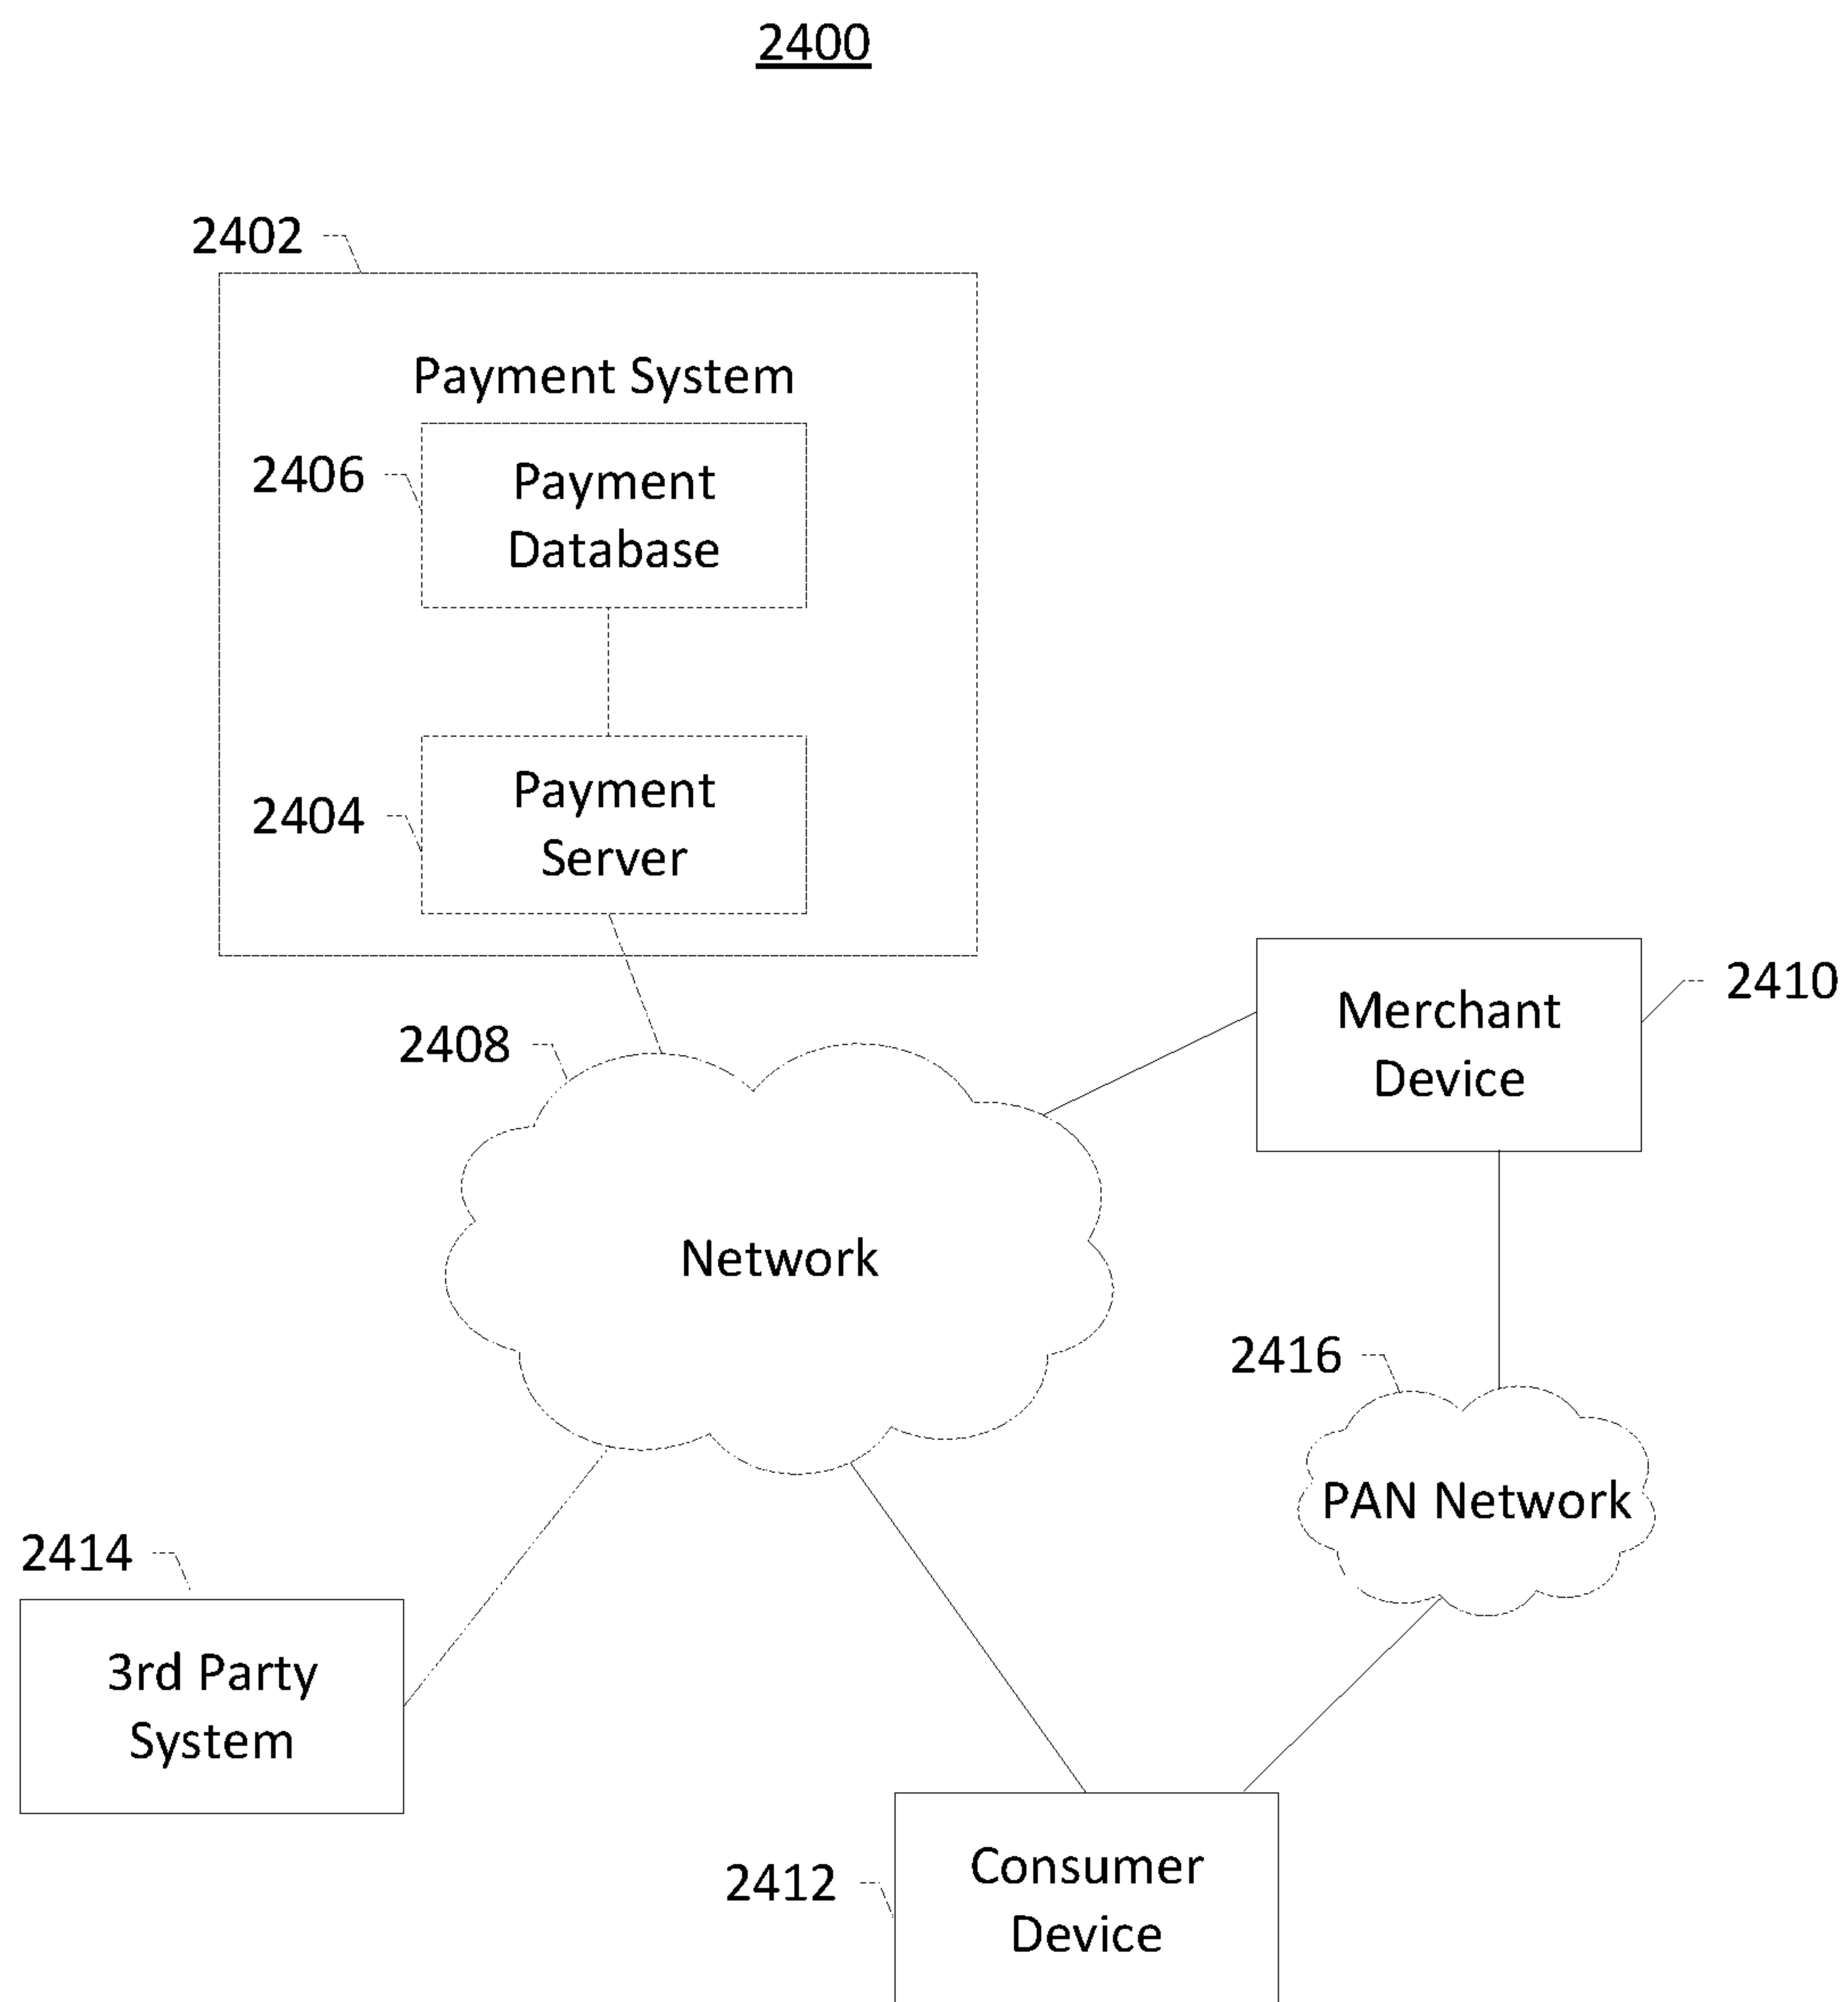 2400
2402
Payment System
2406
Payment
Database
2404
Payment
Server
2410
Merchant
Device
2408
Network
2416
PAN Network
2414
3rd Party
System
2412
Consumer
Device